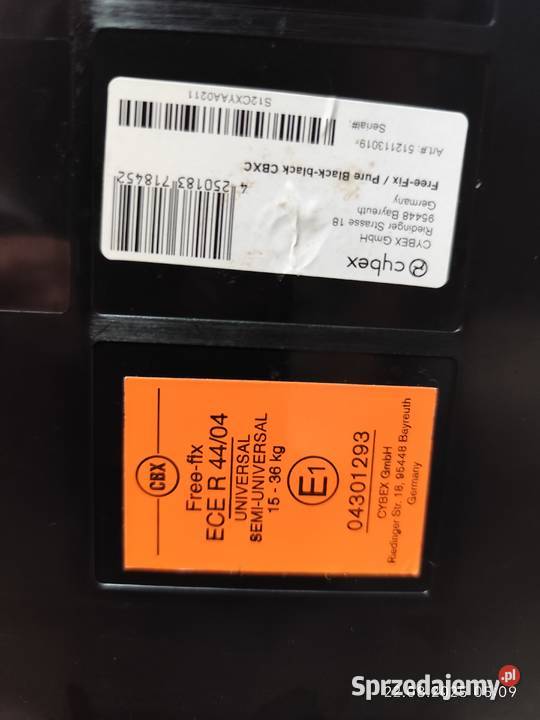 cybex
CYBEX GmbH
Riedinger Strasse 18
95448 Bayreuth
Germany
Free-Fix / Pure Black-black CBXC
4 250183 718452
Art.#: 512113019
Serial#:
S12CXYAA0211
CBX
Free-fix
ECE R 44/04
UNIVERSAL
SEMI-UNIVERSAL
15 - 36 kg
E1
04301293
CYBEX GmbH
Riedinger Str. 18, 95448 Bayreuth
Germany
Sprzedajemy.pl